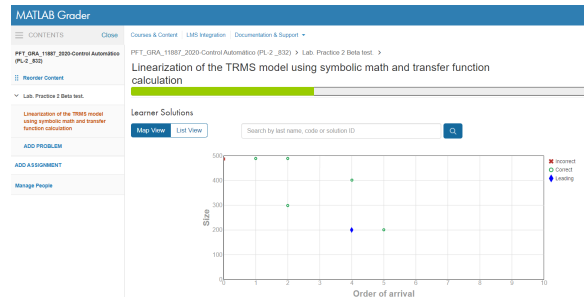 MATLAB Grader
CONTENTS
Close
PFT_GRA_11887_2020-Control Automático
(PL-2 _832)
Reorder Content
Lab. Practice 2 Beta test.
Linearization of the TRMS model
using symbolic math and transfer
function calculation
ADD PROBLEM
ADD ASSIGNMENT
Manage People
Courses & Content LMS Integration Documentation & Support
PFT_GRA_11887_2020-Control Automático (PL-2 _832) > Lab. Practice 2 Beta test. >
Linearization of the TRMS model using symbolic math and transfer function
calculation
Learner Solutions
Map View List View
Search by last name, code or solution ID
500
400
300
200
100
0
Size
0 1 2 3 4 5 6 7 8 9 10
Order of arrival
Incorrect
Correct
Leading